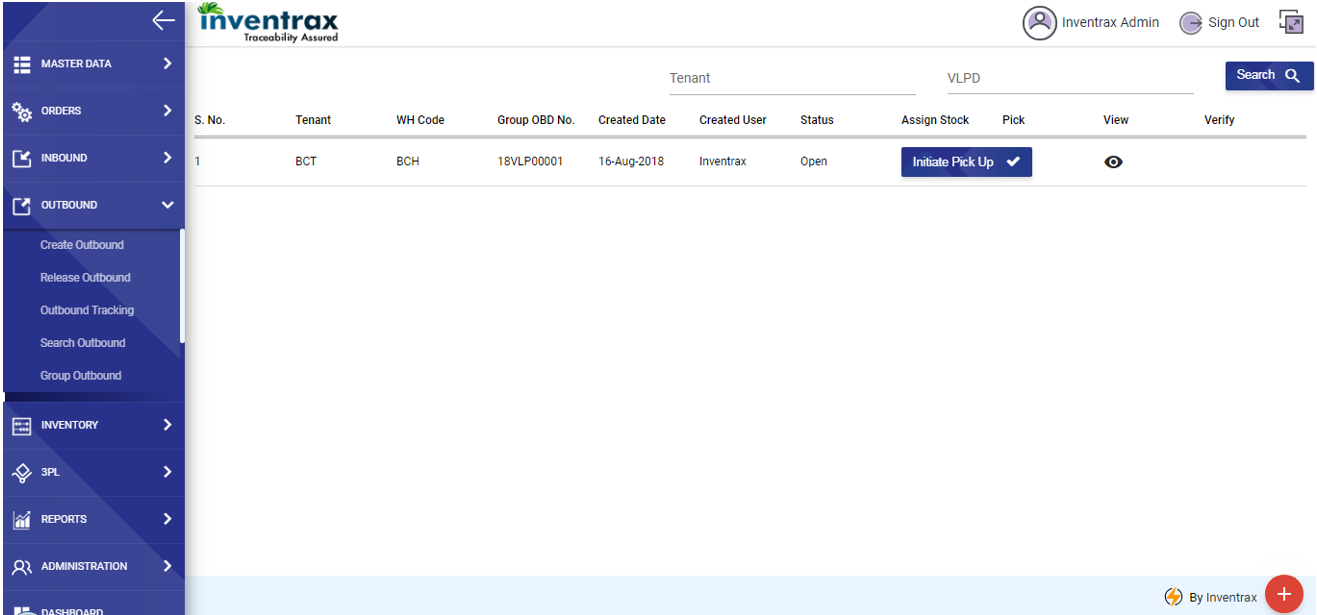 inventrax
Traceability Assured
Inventrax Admin
Sign Out
MASTER DATA
ORDERS
INBOUND
OUTBOUND
Create Outbound
Release Outbound
Outbound Tracking
Search Outbound
Group Outbound
INVENTORY
3PL
REPORTS
ADMINISTRATION
DASHBOARD
Tenant VLPD Search
S. No. Tenant WH Code Group OBD No. Created Date Created User Status Assign Stock Pick View Verify
1 BCT BCH 18VLP00001 16-Aug-2018 Inventrax Open Initiate Pick Up
By Inventrax